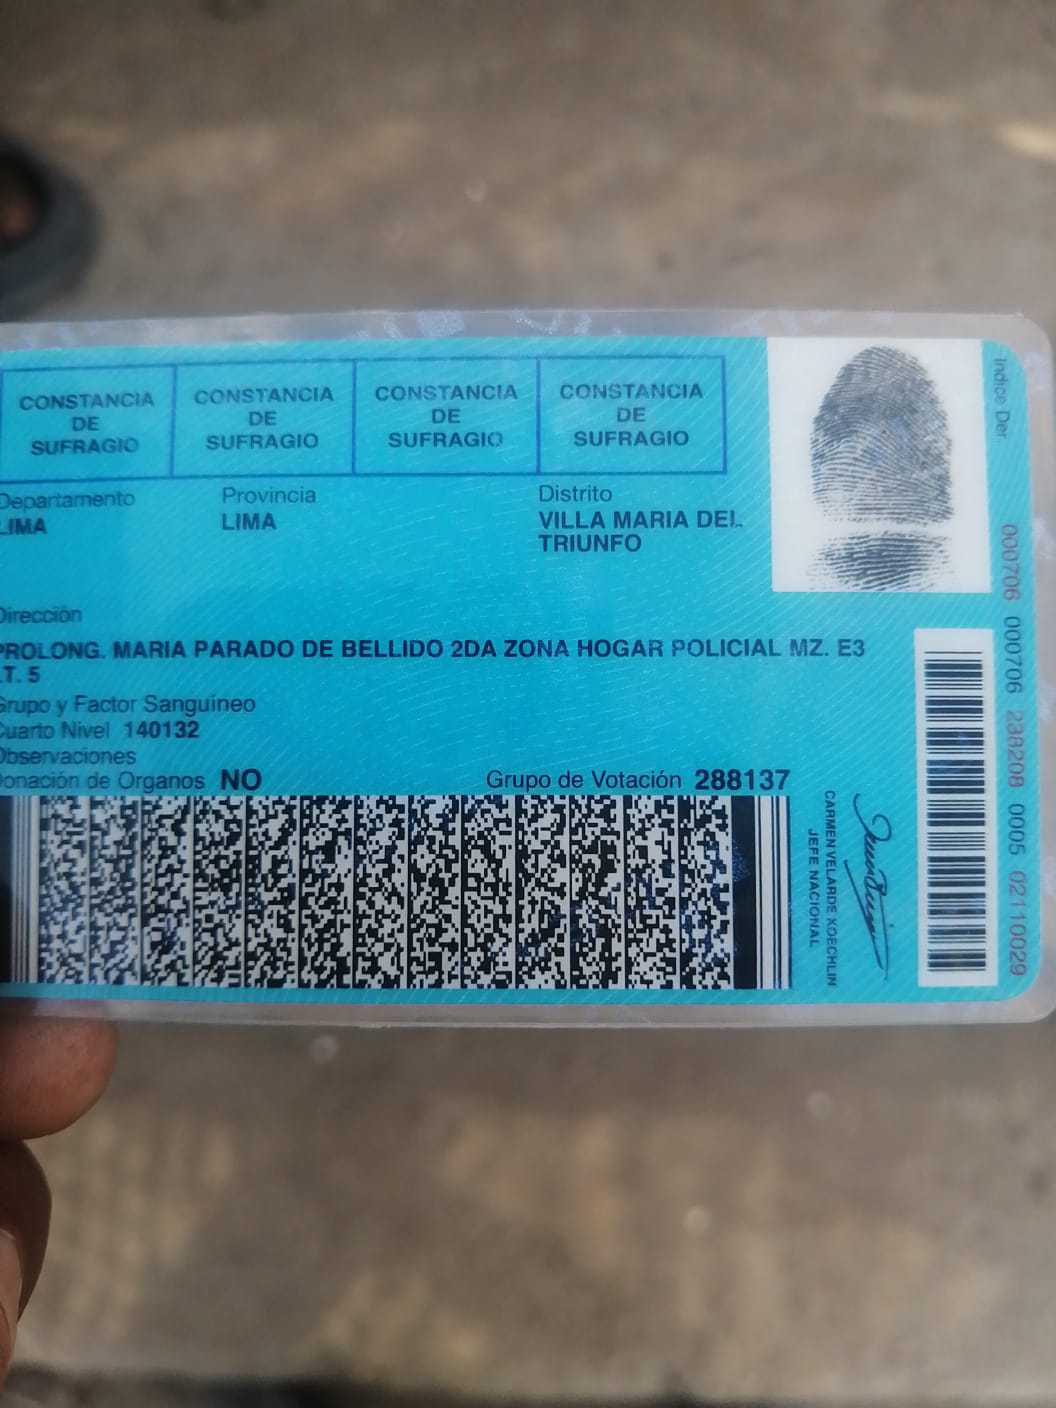 CONSTANCIA DE SUFRAGIO
CONSTANCIA DE SUFRAGIO
CONSTANCIA DE SUFRAGIO
CONSTANCIA DE SUFRAGIO
Indice Der
Departamento Provincia Distrito
LIMA LIMA VILLA MARIA DEL
TRIUNFO
Dirección
PROLONG. MARIA PARADO DE BELLIDO 2DA ZONA HOGAR POLICIAL MZ. E3
LT. 5
Grupo y Factor Sanguíneo
Cuarto Nivel 140132
Observaciones
Donación de Organos NO Grupo de Votación 288137
CARMEN VELARDE KOECHLIN
JEFE NACIONAL
000706 000706 238208 0005 02110029